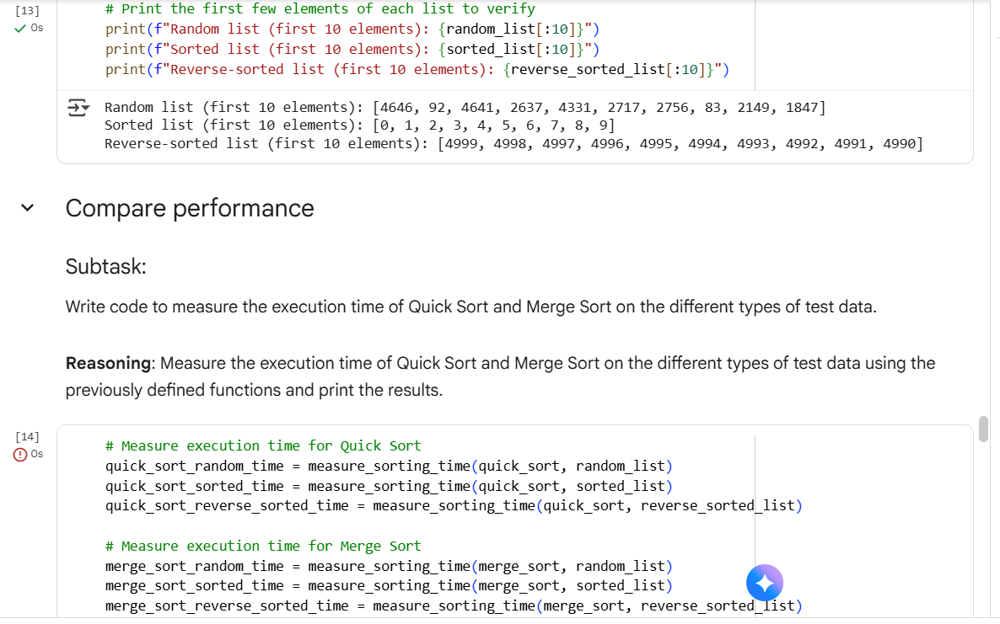 [13]
0s
# Print the first few elements of each list to verify
print(f"Random list (first 10 elements): {random_list[:10]}")
print(f"Sorted list (first 10 elements): {sorted_list[:10]}")
print(f"Reverse-sorted list (first 10 elements): {reverse_sorted_list[:10]}")
Random list (first 10 elements): [4646, 92, 4641, 2637, 4331, 2717, 2756, 83, 2149, 1847]
Sorted list (first 10 elements): [0, 1, 2, 3, 4, 5, 6, 7, 8, 9]
Reverse-sorted list (first 10 elements): [4999, 4998, 4997, 4996, 4995, 4994, 4993, 4992, 4991, 4990]
Compare performance
Subtask:
Write code to measure the execution time of Quick Sort and Merge Sort on the different types of test data.
Reasoning: Measure the execution time of Quick Sort and Merge Sort on the different types of test data using the
previously defined functions and print the results.
[14]
0s
# Measure execution time for Quick Sort
quick_sort_random_time = measure_sorting_time(quick_sort, random_list)
quick_sort_sorted_time = measure_sorting_time(quick_sort, sorted_list)
quick_sort_reverse_sorted_time = measure_sorting_time(quick_sort, reverse_sorted_list)
# Measure execution time for Merge Sort
merge_sort_random_time = measure_sorting_time(merge_sort, random_list)
merge_sort_sorted_time = measure_sorting_time(merge_sort, sorted_list)
merge_sort_reverse_sorted_time = measure_sorting_time(merge_sort, reverse_sorted_list)